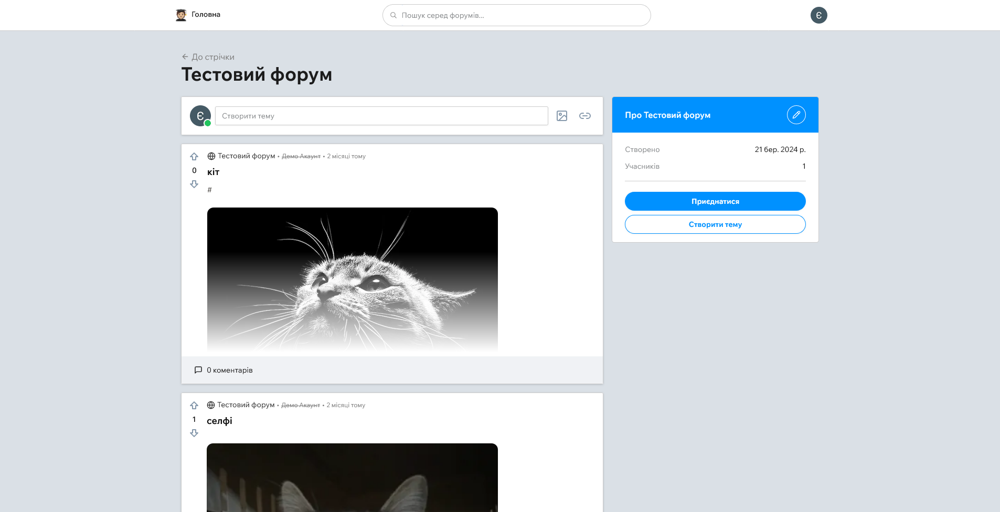 Головна
Пошук серед форумів...
Є
До стрічки
Тестовий форум
Є
Створити тему
Тестовий форум • Демо Акаунт • 2 місяці тому
0
кіт
#
0 коментарів
Тестовий форум • Демо Акаунт • 2 місяці тому
1
селфі
Про Тестовий форум
Створено 21 бер. 2024 р.
Учасників 1
Приєднатися
Створити тему